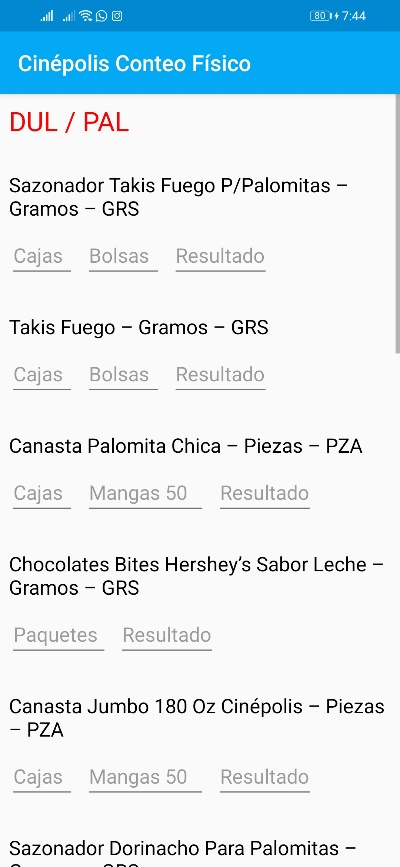 80 7:44
Cinépolis Conteo Físico
DUL / PAL
Sazonador Takis Fuego P/Palomitas –
Gramos – GRS
Cajas Bolsas Resultado
Takis Fuego – Gramos – GRS
Cajas Bolsas Resultado
Canasta Palomita Chica – Piezas – PZA
Cajas Mangas 50 Resultado
Chocolates Bites Hershey’s Sabor Leche –
Gramos – GRS
Paquetes Resultado
Canasta Jumbo 180 Oz Cinépolis – Piezas
– PZA
Cajas Mangas 50 Resultado
Sazonador Dorinacho Para Palomitas –